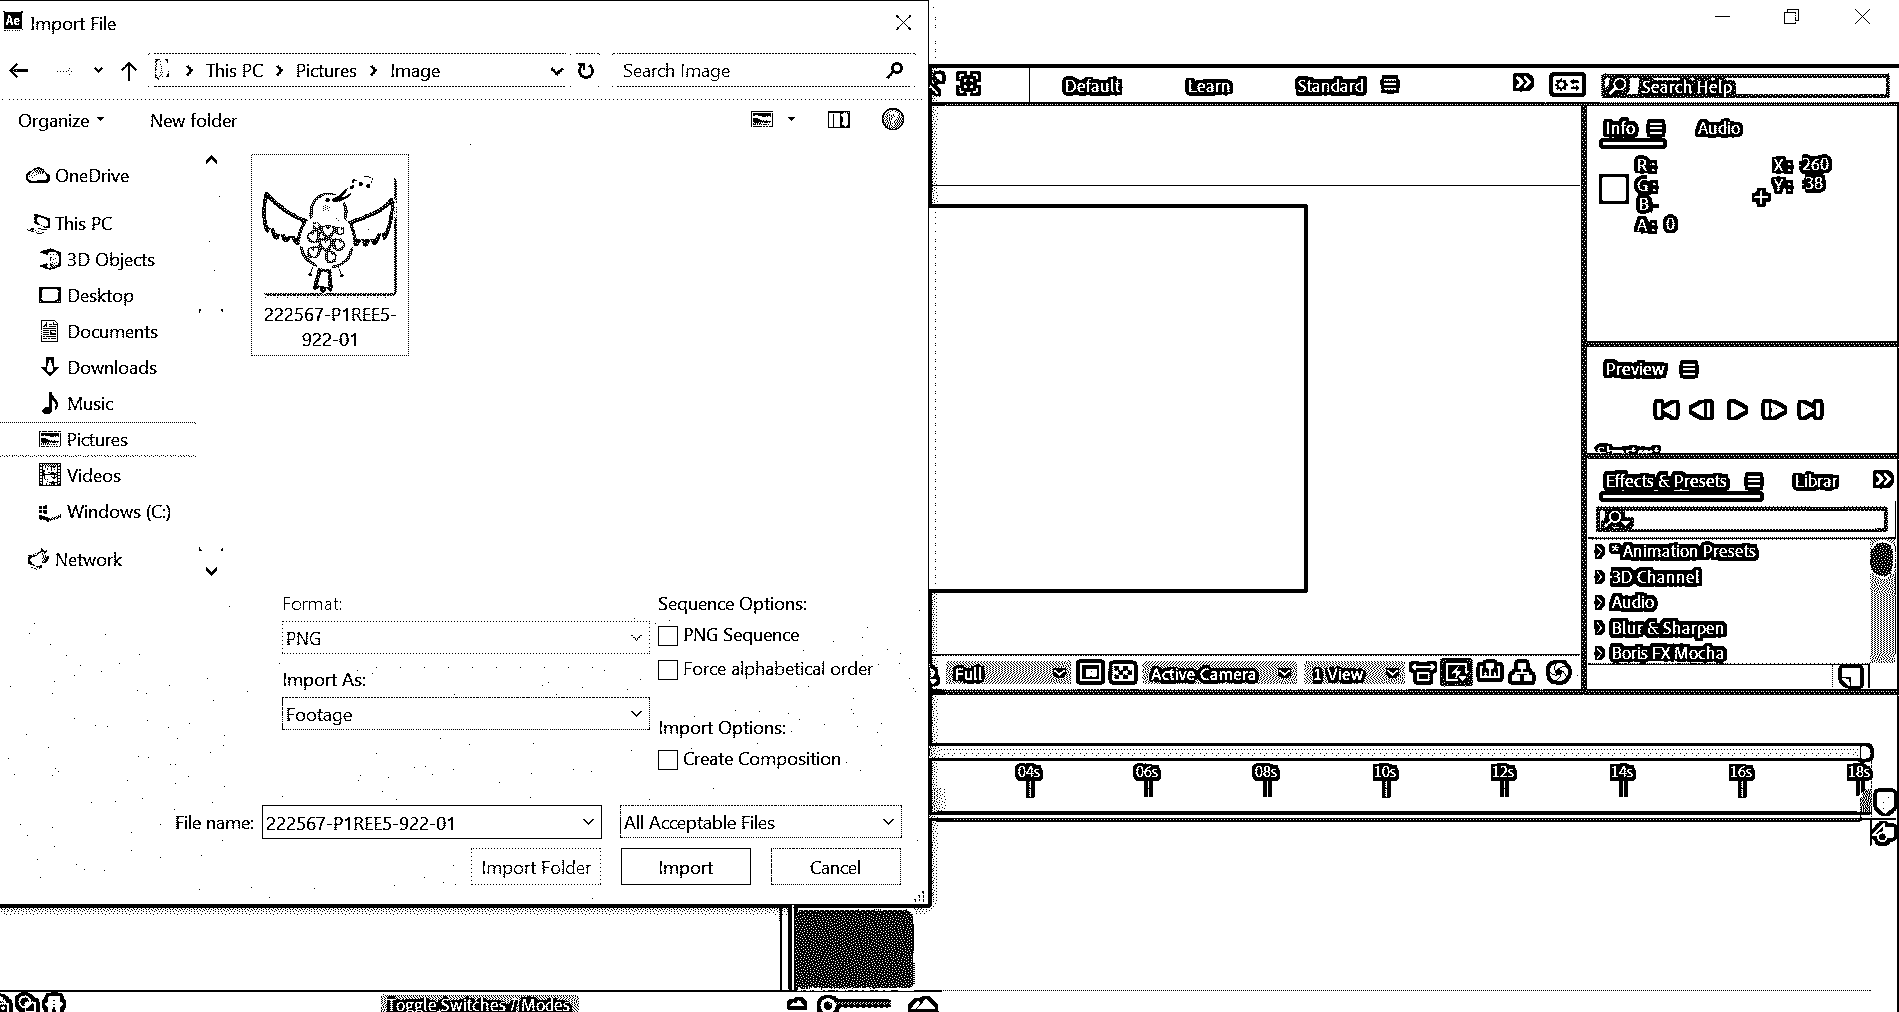 Ae Import File
This PC > Pictures > Image
Search Image
Organize
New folder
OneDrive
This PC
3D Objects
Desktop
Documents
Downloads
Music
Pictures
Videos
Windows (C:)
Network
222567-P1REE5-
922-01
Format:
PNG
Import As:
Footage
Sequence Options:
PNG Sequence
Force alphabetical order
Import Options:
Create Composition
File name:
222567-P1REE5-922-01
All Acceptable Files
Import Folder
Import
Cancel
Default
Learn
Standard
Search Help
Info
Audio
R:
G:
B
A: 0
X: 260
Y: 38
Preview
Effects & Presets
Librar
* Animation Presets
3D Channel
Audio
Blur & Sharpen
Boris FX Mocha
Full
Active Camera
1 View
04s 06s 08s 10s 12s 14s 16s 18s
Toggle Switches / Modes